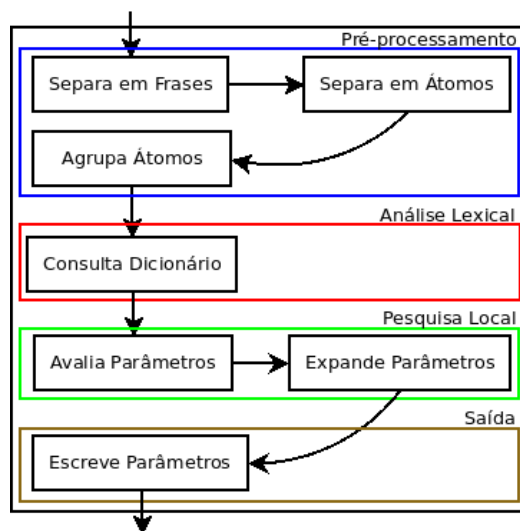 Pré-processamento
Separa em Frases
Separa em Átomos
Agrupa Átomos
Análise Lexical
Consulta Dicionário
Pesquisa Local
Avalia Parâmetros
Expande Parâmetros
Saída
Escreve Parâmetros